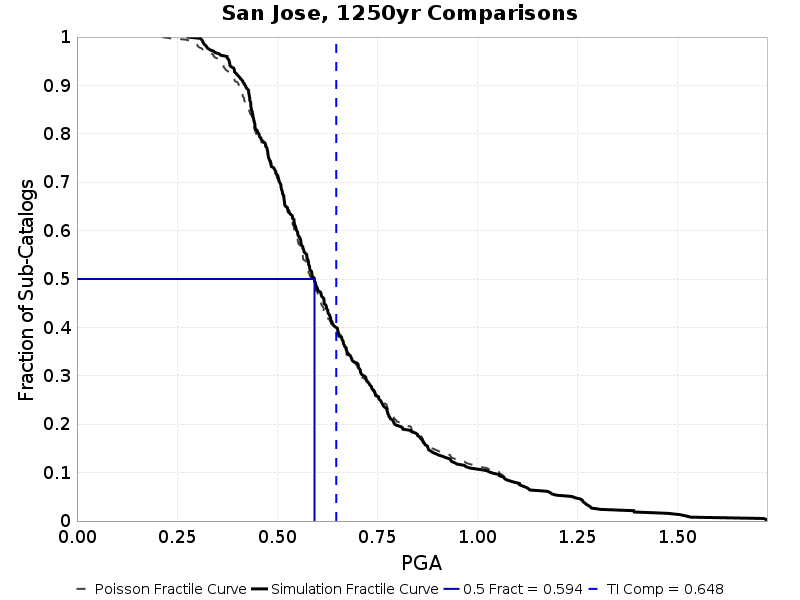 San Jose, 1250yr Comparisons
1
0.9
0.8
0.7
0.6
0.5
0.4
0.3
0.2
0.1
0
Fraction of Sub-Catalogs
0.00 0.25 0.50 0.75 1.00 1.25 1.50
PGA
Poisson Fractile Curve Simulation Fractile Curve 0.5 Fract = 0.594 TI Comp = 0.648